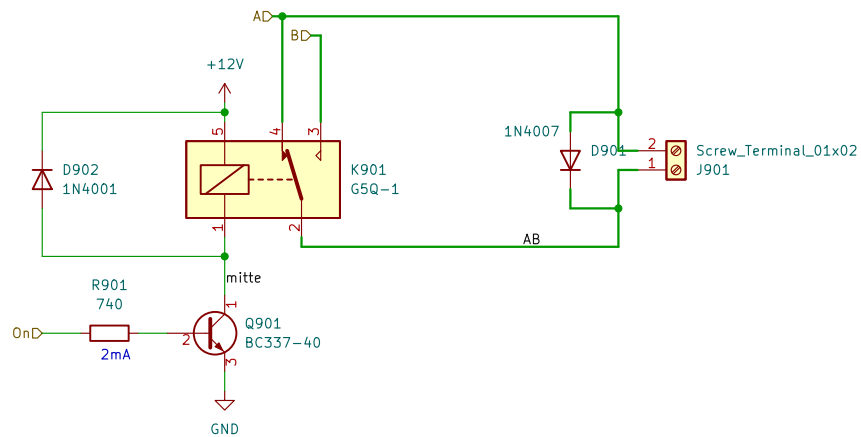 A
B
+12V
5
4
3
1N4007
D901
2
1
Screw_Terminal_01x02
J901
D902
1N4001
K901
G5Q-1
1
2
AB
mitte
R901
740
1
On
2
Q901
BC337-40
2mA
3
GND